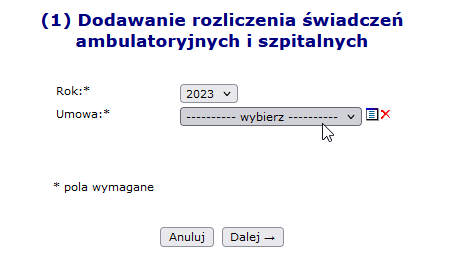 (1) Dodawanie rozliczenia świadczeń
ambulatoryjnych i szpitalnych
Rok:*
2023
Umowa:*
---------- wybierz ----------
* pola wymagane
Anuluj
Dalej →